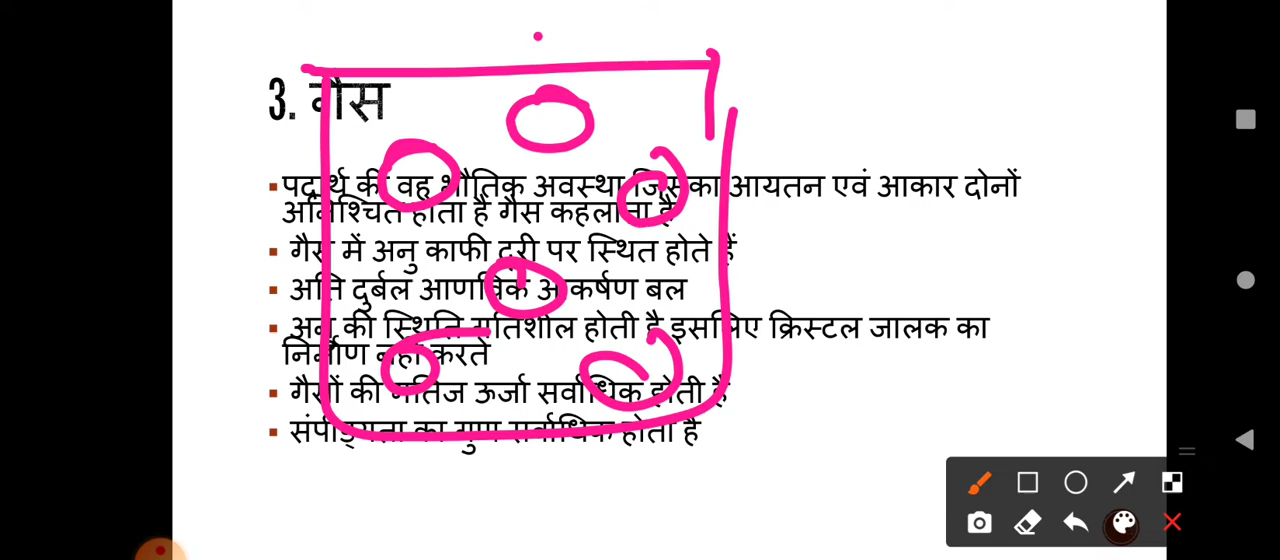 3. गैस
▪पदार्थ की वह भौतिक अवस्था जिसका आयतन एवं आकार दोनों
अनिश्चित होता है गैस कहलाता है
▪ गैस में अनु काफी दूरी पर स्थित होते हैं
▪ अति दुर्बल आणविक आकर्षण बल
▪ अनु की स्थिति गतिशील होती है इसलिए क्रिस्टल जालक का
निर्माण नहीं करते
▪ गैसों की गतिज ऊर्जा सर्वाधिक होती है
▪ संपीड्यता का गुण सर्वाधिक होता है